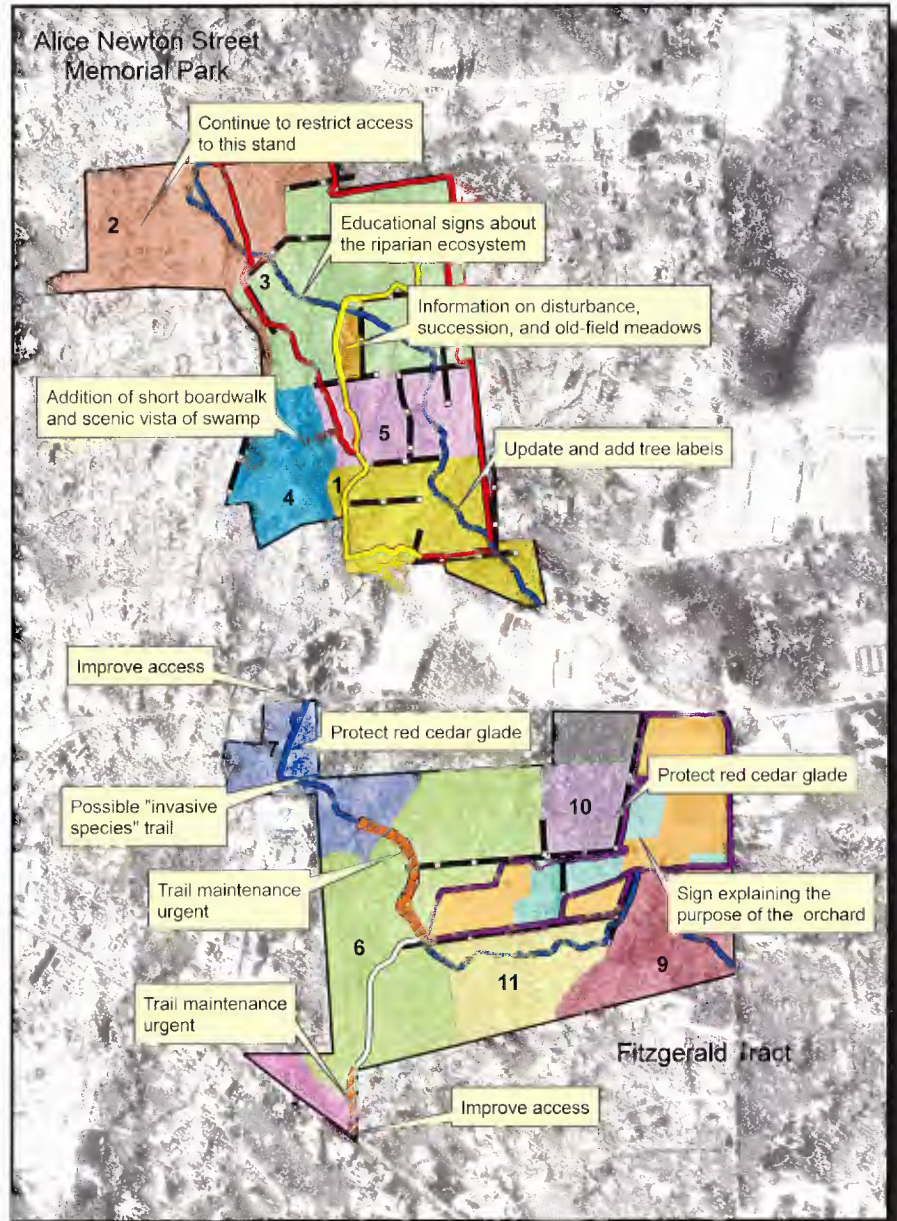 Alice Newton Street
Memorial Park
Continue to restrict access
to this stand
2
Educational signs about
the riparian ecosystem
3
Information on disturbance,
succession, and old-field meadows
Addition of short boardwalk
and scenic vista of swamp
5
Update and add tree labels
1
4
Improve access
7
Protect red cedar glade
Protect red cedar glade
10
Possible "invasive
species" trail
Trail maintenance
urgent
Sign explaining the
purpose of the orchard
6
9
11
Trail maintenance
urgent
Fitzgerald Tract
Improve access